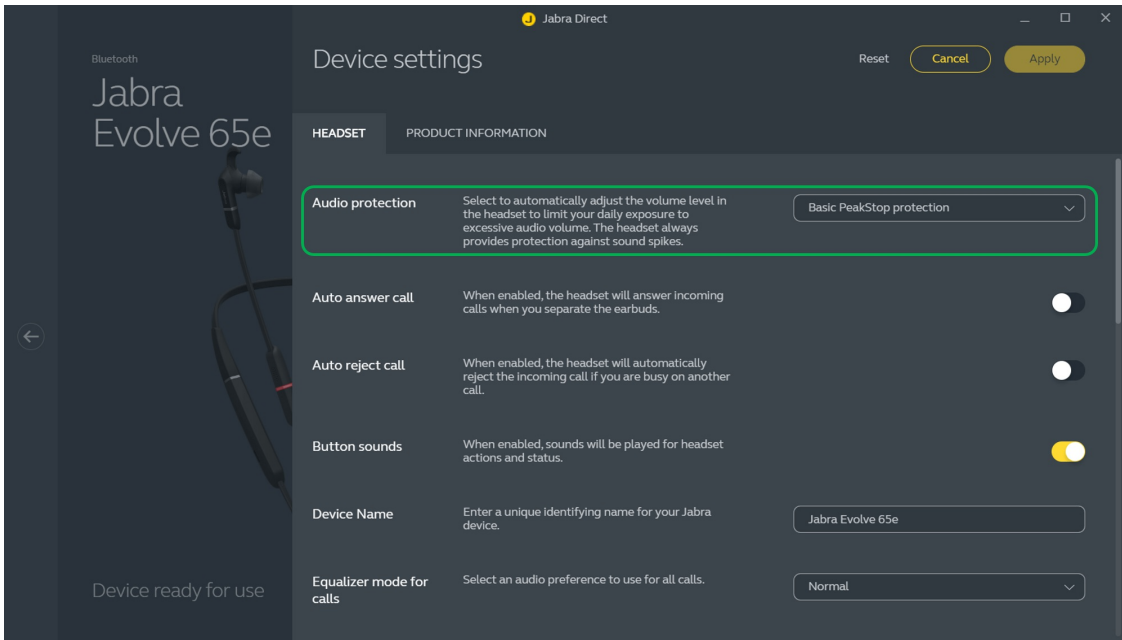 Jabra Direct
Bluetooth
Jabra
Evolve 65e
Device ready for use
Device settings
Reset
Cancel
Apply
HEADSET
PRODUCT INFORMATION
Audio protection
Select to automatically adjust the volume level in
the headset to limit your daily exposure to
excessive audio volume. The headset always
provides protection against sound spikes.
Basic PeakStop protection
Auto answer call
When enabled, the headset will answer incoming
calls when you separate the earbuds.
Auto reject call
When enabled, the headset will automatically
reject the incoming call if you are busy on another
call.
Button sounds
When enabled, sounds will be played for headset
actions and status.
Device Name
Enter a unique identifying name for your Jabra
device.
Jabra Evolve 65e
Equalizer mode for
calls
Select an audio preference to use for all calls.
Normal